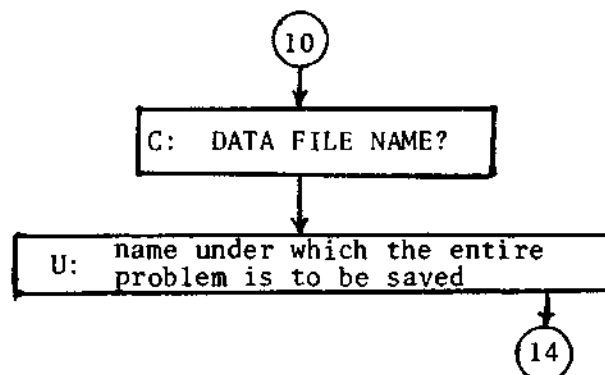 10
C: DATA FILE NAME?
U: name under which the entire
problem is to be saved
14